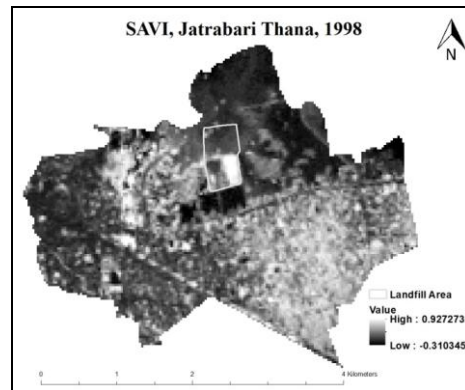 SAVI, Jatrabari Thana, 1998
N
Landfill Area
Value
High : 0.927273
Low : -0.310345
0 1 2 4 Kilometers